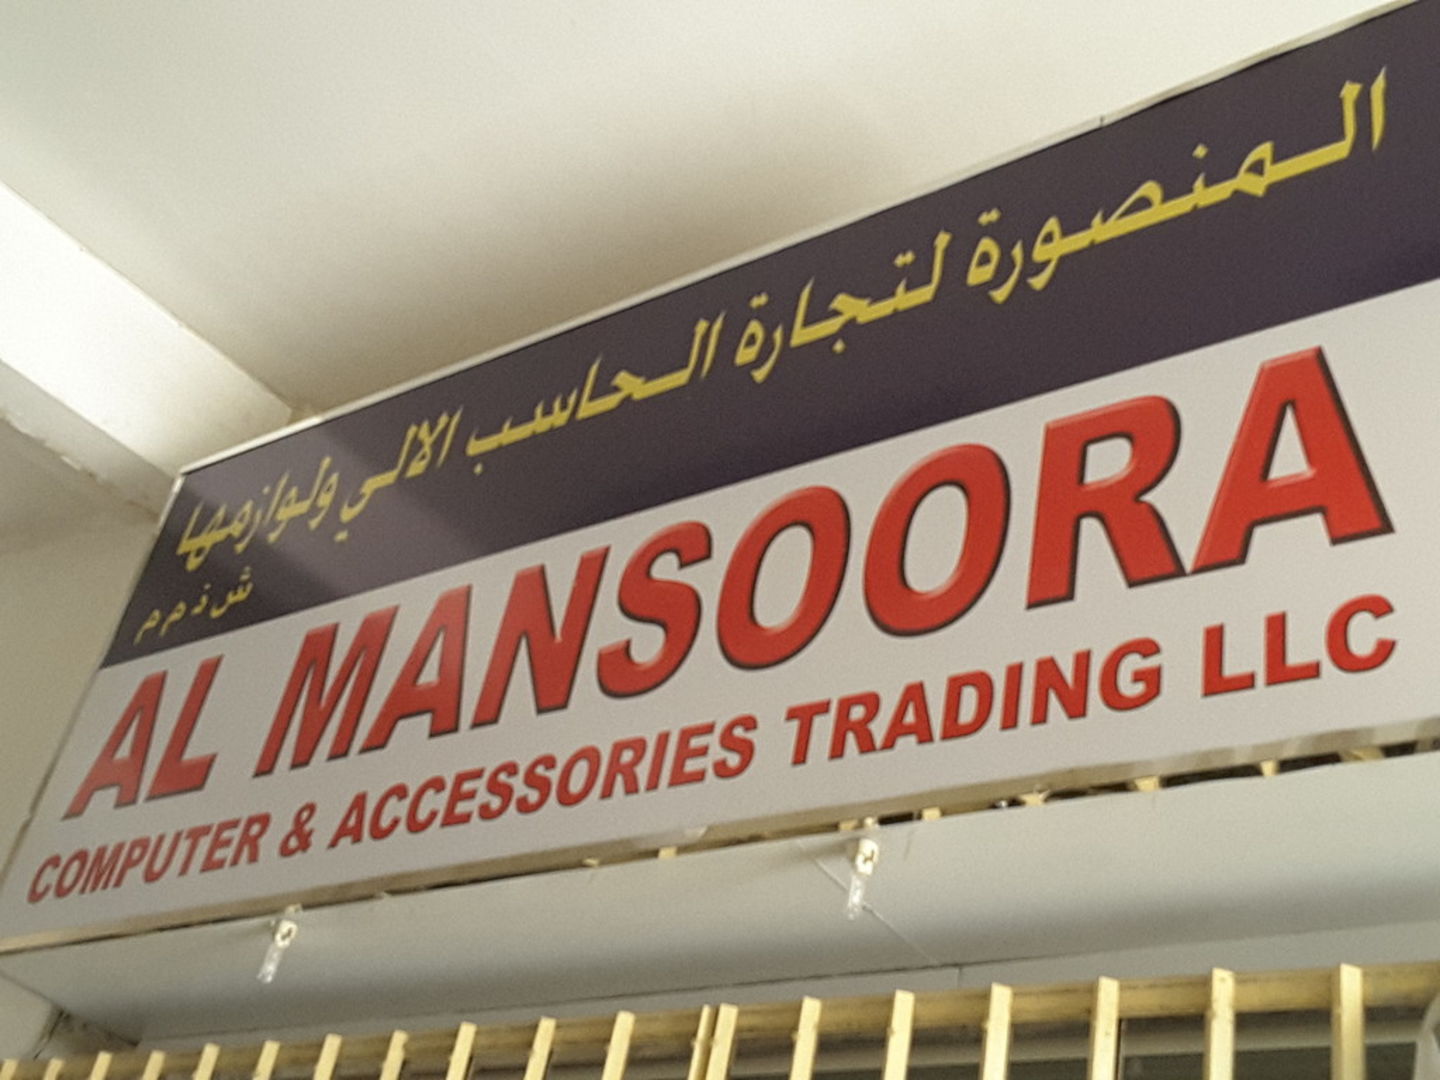 المنصورة لتجارة الحاسب الالي ولوازمها
ش ذ م م
AL MANSOORA
COMPUTER & ACCESSORIES TRADING LLC